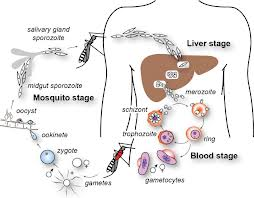 salivary gland
sporozoite
Liver stage
midgut sporozoite
merozoite
Mosquito stage
schizont
oocyst
trophozoite
ring
ookinete
zygote
Blood stage
gametes
gametocytes